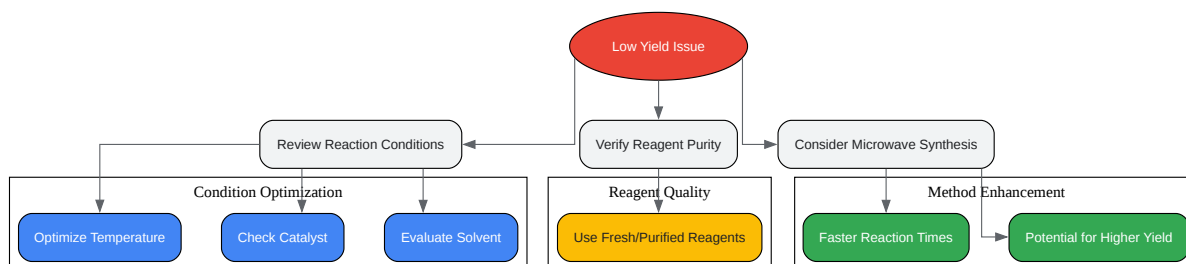 Low Yield Issue
Review Reaction Conditions
Verify Reagent Purity
Consider Microwave Synthesis
Condition Optimization
Reagent Quality
Method Enhancement
Optimize Temperature
Check Catalyst
Evaluate Solvent
Use Fresh/Purified Reagents
Faster Reaction Times
Potential for Higher Yield